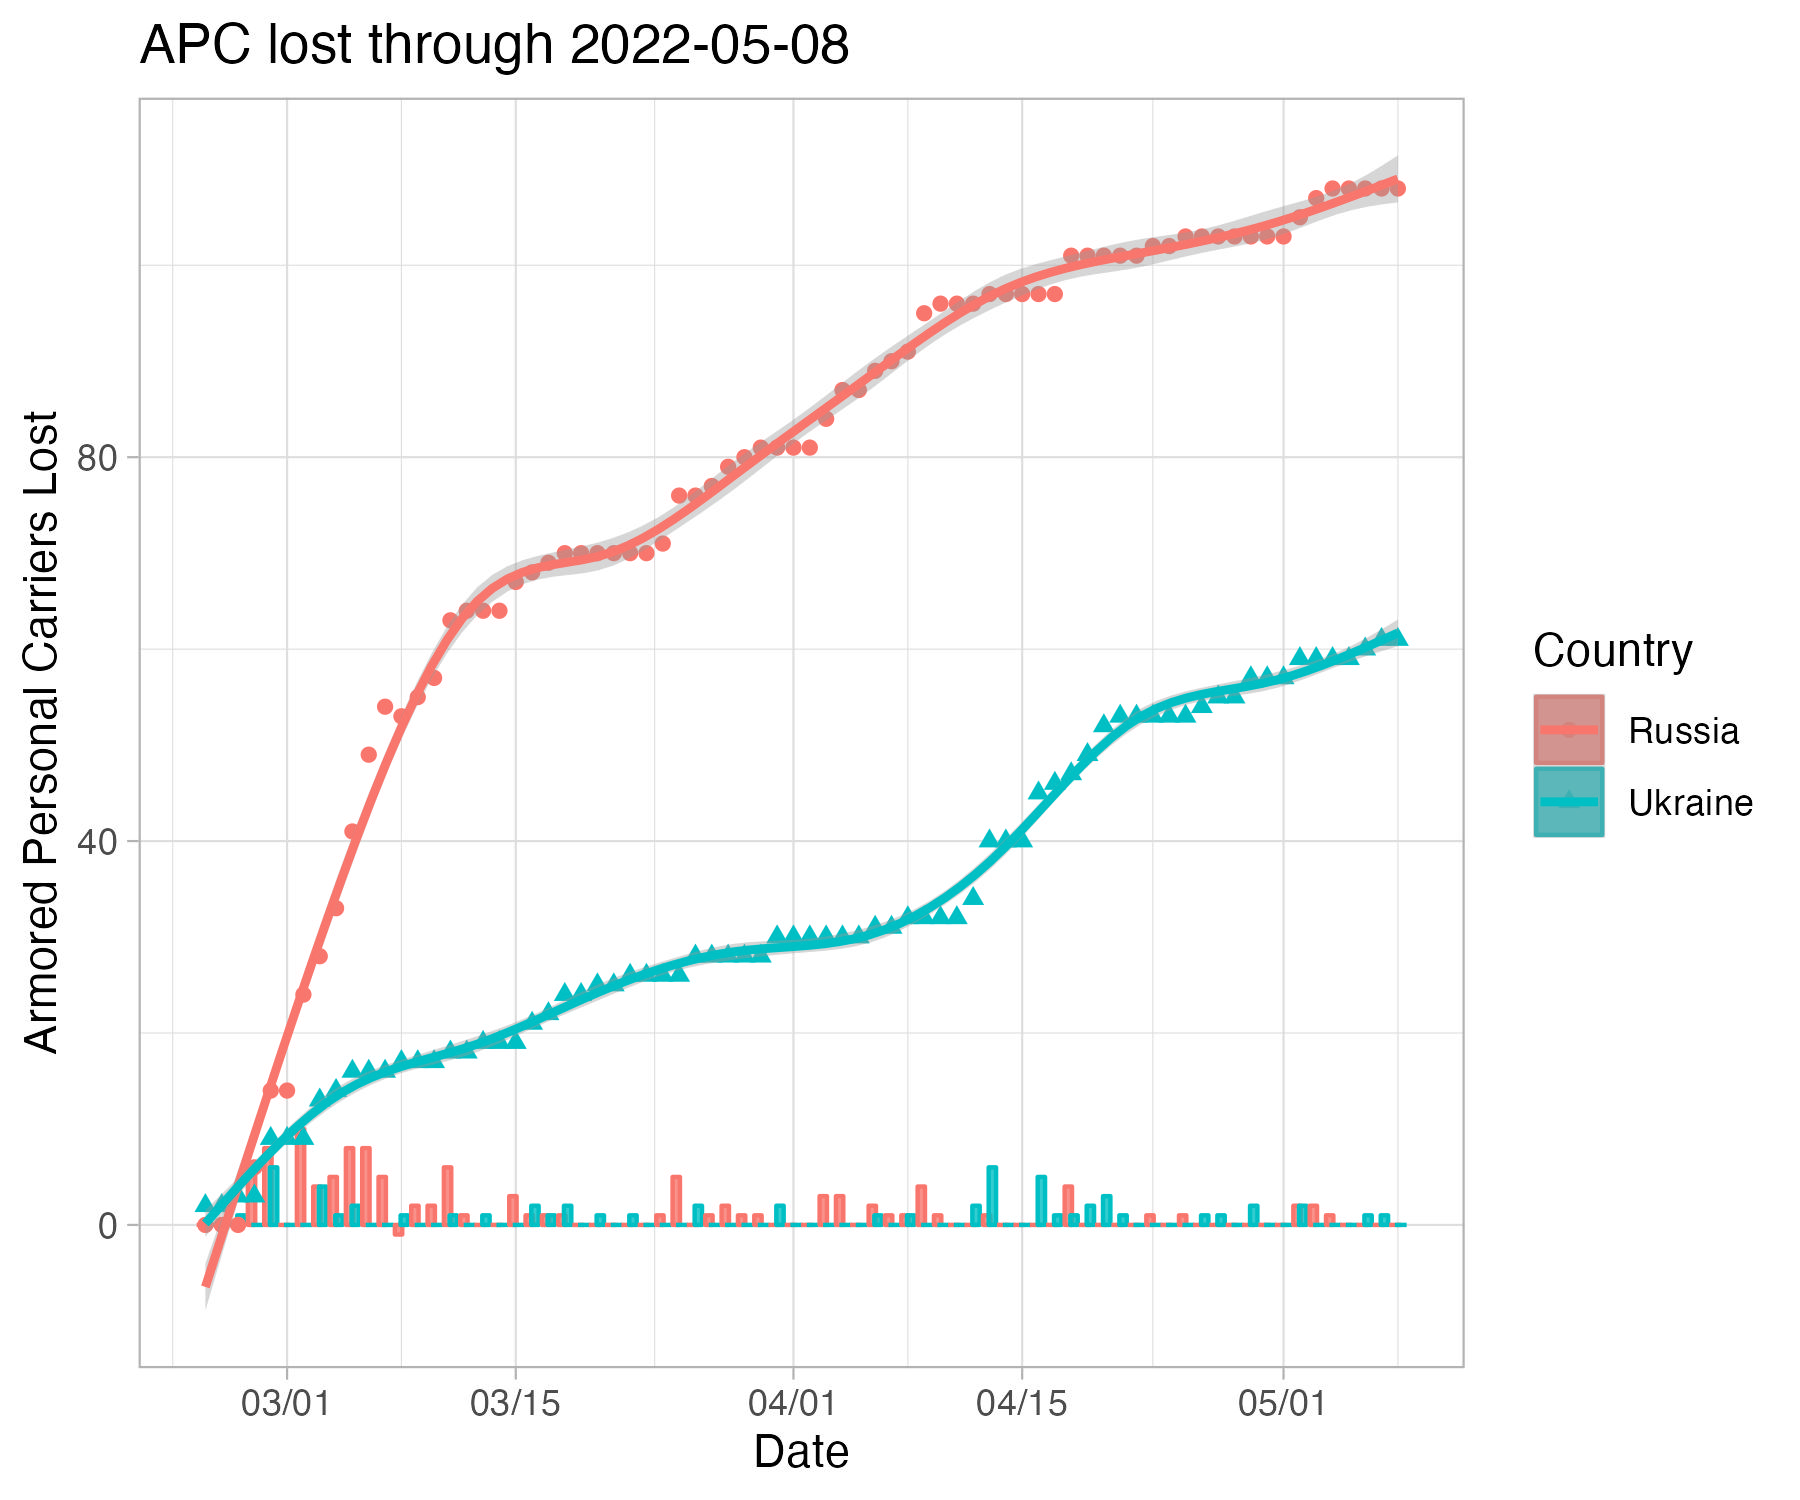 APC lost through 2022-05-08
Armored Personal Carriers Lost
80
40
0
03/01
03/15
04/01
04/15
05/01
Date
Country
Russia
Ukraine